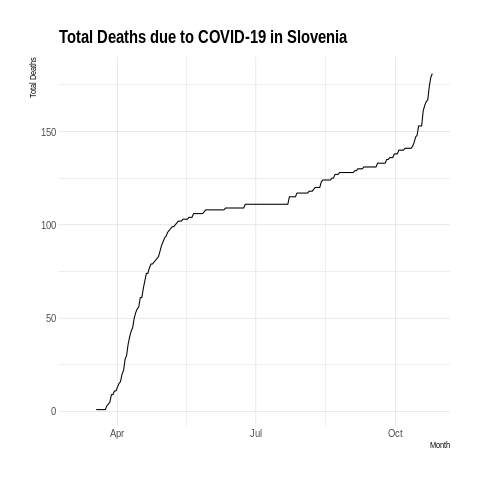 Total Deaths due to COVID-19 in Slovenia
Total Deaths
150
100
50
0
Apr
Jul
Oct
Month